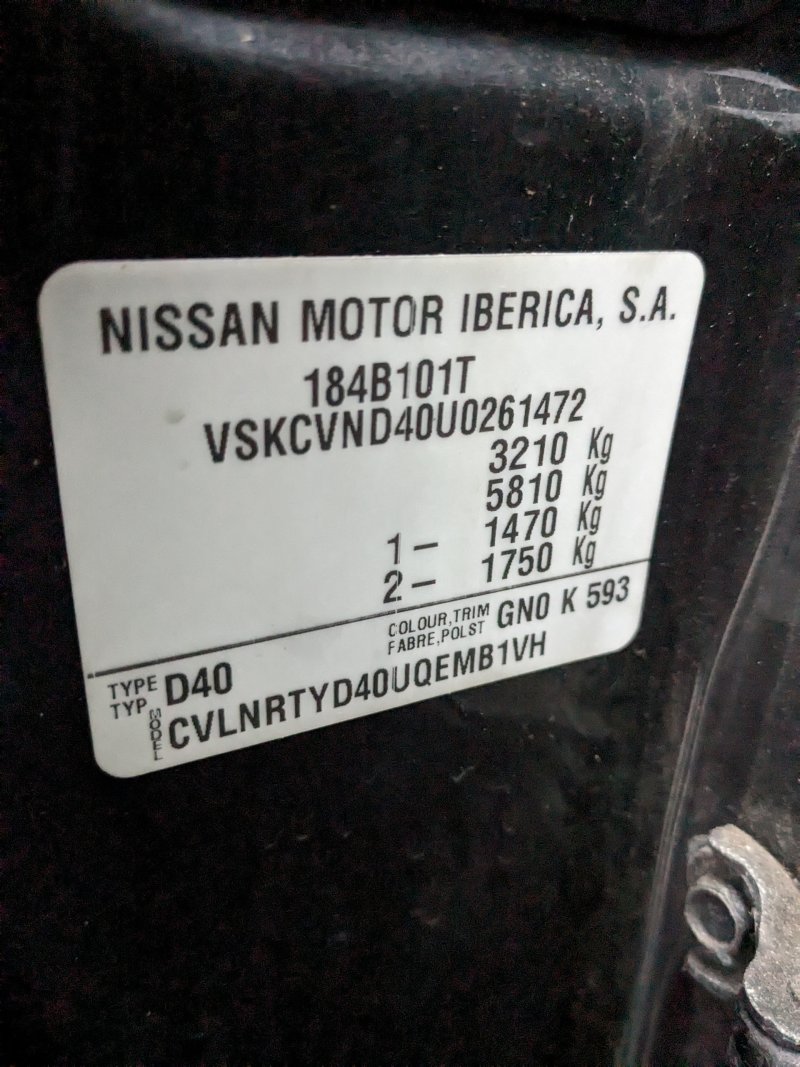 NISSAN MOTOR IBERICA, S.A.
184B101T
VSKCVND40U0261472
3210 Kg
5810 Kg
1- 1470 Kg
2- 1750 Kg
COLOUR,TRIM GN0 K 593
FABRE,POLST
TYPE D40
TYP
MODEL CVLNRTYD40UQEMB1VH